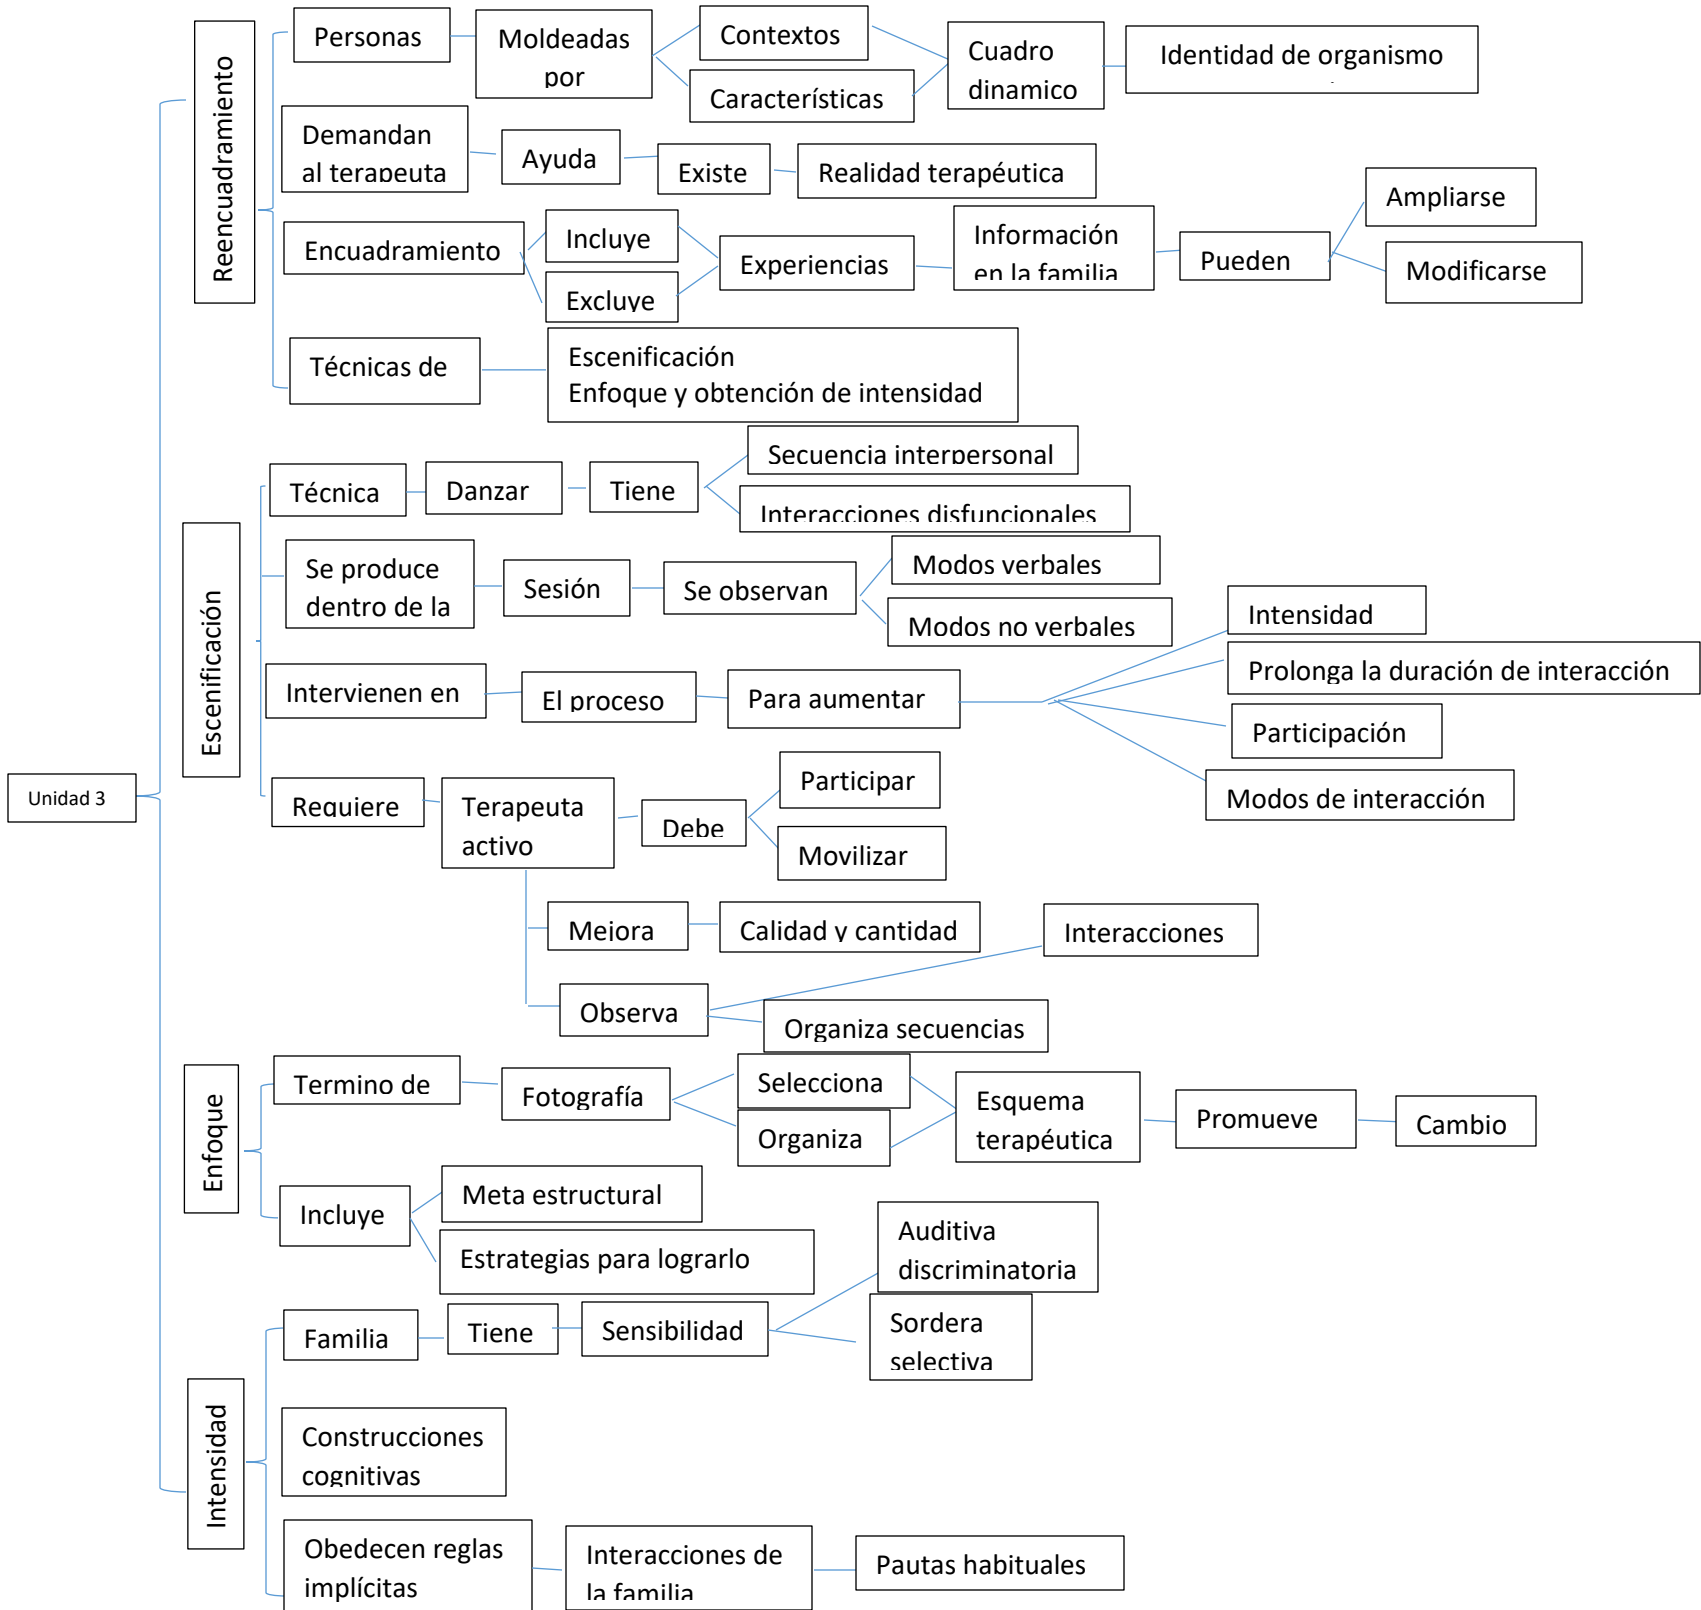 Unidad 3
Reencuadramiento
Personas
Moldeadas
por
Contextos
Características
Cuadro
dinamico
Identidad de organismo
Demandan
al terapeuta
Ayuda
Existe
Realidad terapéutica
Encuadramiento
Incluye
Excluye
Experiencias
Información
en la familia
Pueden
Ampliarse
Modificarse
Técnicas de
Escenificación
Enfoque y obtención de intensidad
Escenificación
Técnica
Danzar
Tiene
Secuencia interpersonal
Interacciones disfuncionales
Se produce
dentro de la
Sesión
Se observan
Modos verbales
Modos no verbales
Intervienen en
El proceso
Para aumentar
Intensidad
Prolonga la duración de interacción
Participación
Modos de interacción
Requiere
Terapeuta
activo
Debe
Participar
Movilizar
Mejora
Calidad y cantidad
Observa
Interacciones
Organiza secuencias
Enfoque
Termino de
Fotografía
Selecciona
Organiza
Esquema
terapéutica
Promueve
Cambio
Incluye
Meta estructural
Estrategias para lograrlo
Intensidad
Familia
Tiene
Sensibilidad
Auditiva
discriminatoria
Sordera
selectiva
Construcciones
cognitivas
Obedecen reglas
implícitas
Interacciones de
la familia
Pautas habituales